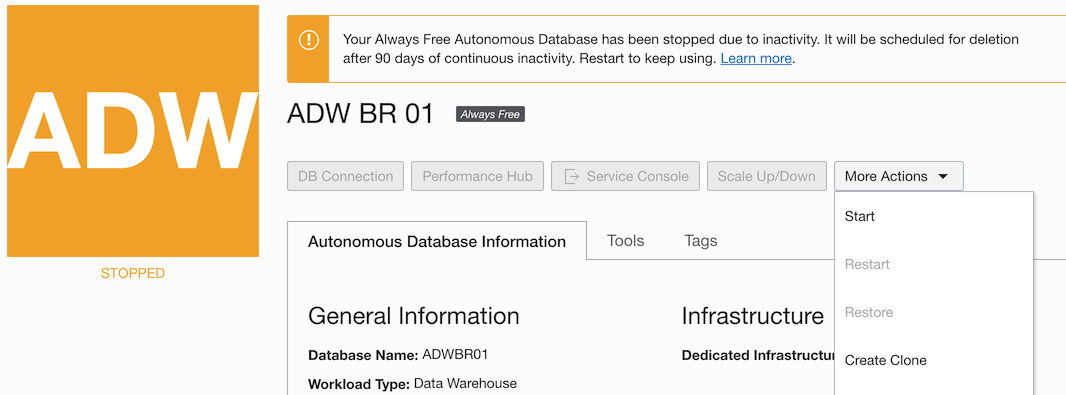 ADW
STOPPED
Your Always Free Autonomous Database has been stopped due to inactivity. It will be scheduled for deletion
after 90 days of continuous inactivity. Restart to keep using. Learn more.
ADW BR 01 Always Free
DB Connection Performance Hub Service Console Scale Up/Down More Actions
Start
Restart
Restore
Create Clone
Autonomous Database Information Tools Tags
General Information
Database Name: ADWBR01
Workload Type: Data Warehouse
Infrastructure
Dedicated Infrastructu